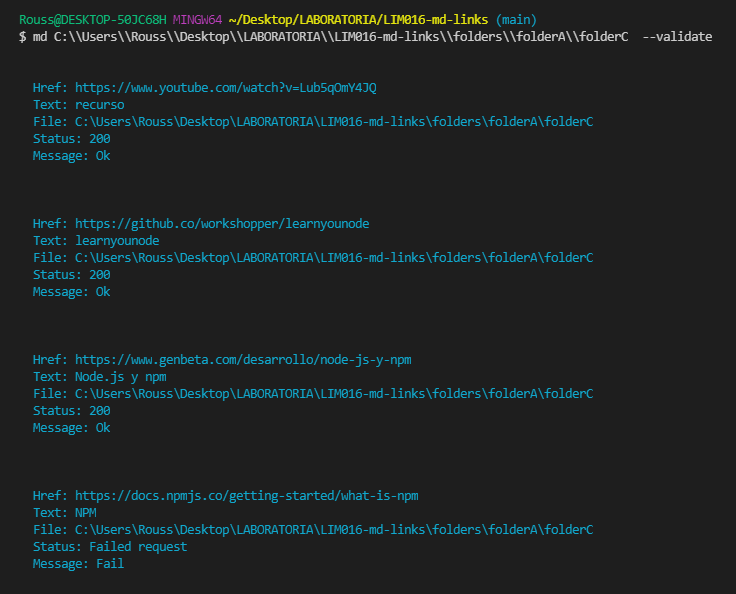 Rouss@DESKTOP-50JC68H MINGW64 ~/Desktop/LABORATORIA/LIM016-md-links (main)
$ md C:\\Users\\Rouss\\Desktop\\LABORATORIA\\LIM016-md-links\\folders\\folderA\\folderC  --validate
Href: https://www.youtube.com/watch?v=Lub5qOmY4JQ
Text: recurso
File: C:\Users\Rouss\Desktop\LABORATORIA\LIM016-md-links\folders\folderA\folderC
Status: 200
Message: Ok
Href: https://github.co/workshopper/learnyounode
Text: learnyounode
File: C:\Users\Rouss\Desktop\LABORATORIA\LIM016-md-links\folders\folderA\folderC
Status: 200
Message: Ok
Href: https://www.genbeta.com/desarrollo/node-js-y-npm
Text: Node.js y npm
File: C:\Users\Rouss\Desktop\LABORATORIA\LIM016-md-links\folders\folderA\folderC
Status: 200
Message: Ok
Href: https://docs.npmjs.co/getting-started/what-is-npm
Text: NPM
File: C:\Users\Rouss\Desktop\LABORATORIA\LIM016-md-links\folders\folderA\folderC
Status: Failed request
Message: Fail